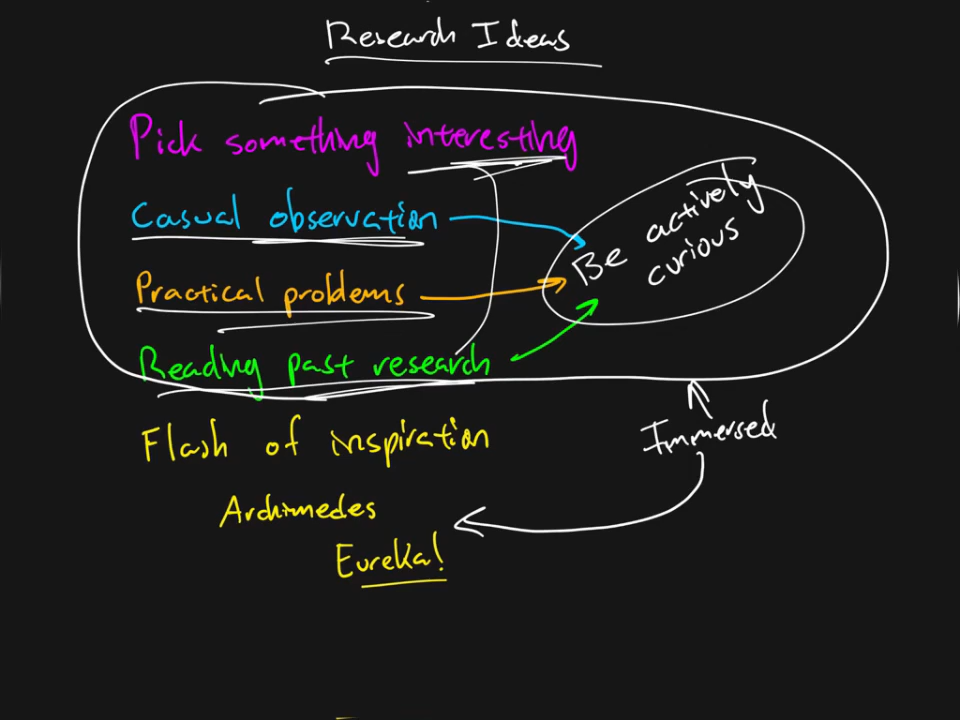 Research Ideas
Pick something interesting
Casual observation
Practical problems
Reading past research
Be actively
curious
Flash of inspiration
Immersed
Archimedes
Eureka!